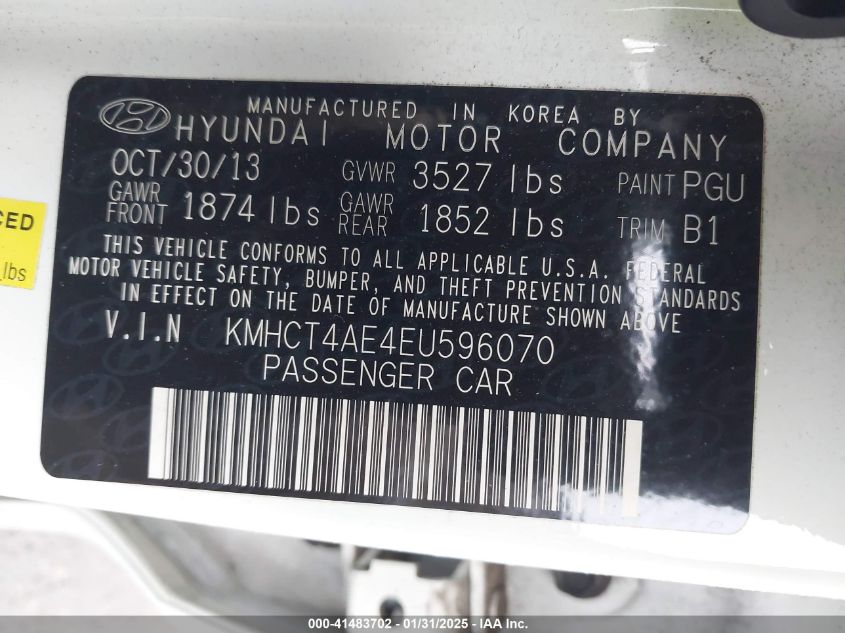 MANUFACTURED IN KOREA BY
HYUNDAI MOTOR COMPANY
OCT/30/13 GVWR 3527 lbs PAINT PGU
GAWR FRONT 1874 lbs GAWR REAR 1852 lbs TRIM B1
THIS VEHICLE CONFORMS TO ALL APPLICABLE U.S.A. FEDERAL
MOTOR VEHICLE SAFETY, BUMPER, AND THEFT PREVENTION STANDARDS
IN EFFECT ON THE DATE OF MANUFACTURE SHOWN ABOVE
V.I.N KMHCT4AE4EU596070
PASSENGER CAR
CED
lbs
000-41483702 - 01/31/2025 - IAAI INC.